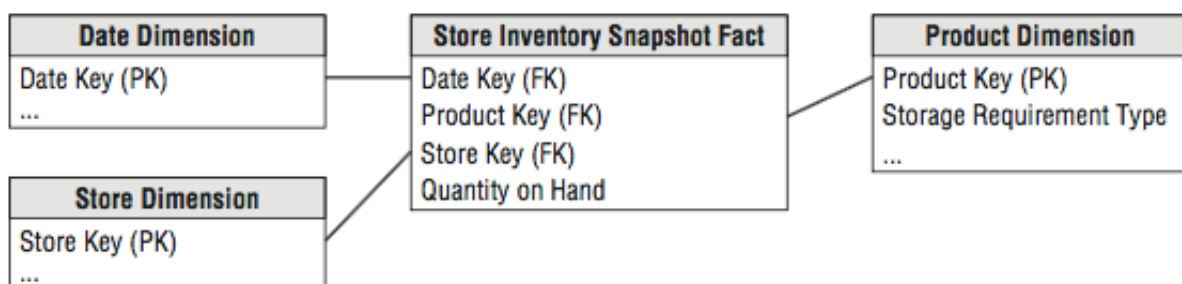 Date Dimension
Date Key (PK)
...
Store Dimension
Store Key (PK)
...
Store Inventory Snapshot Fact
Date Key (FK)
Product Key (FK)
Store Key (FK)
Quantity on Hand
Product Dimension
Product Key (PK)
Storage Requirement Type
...